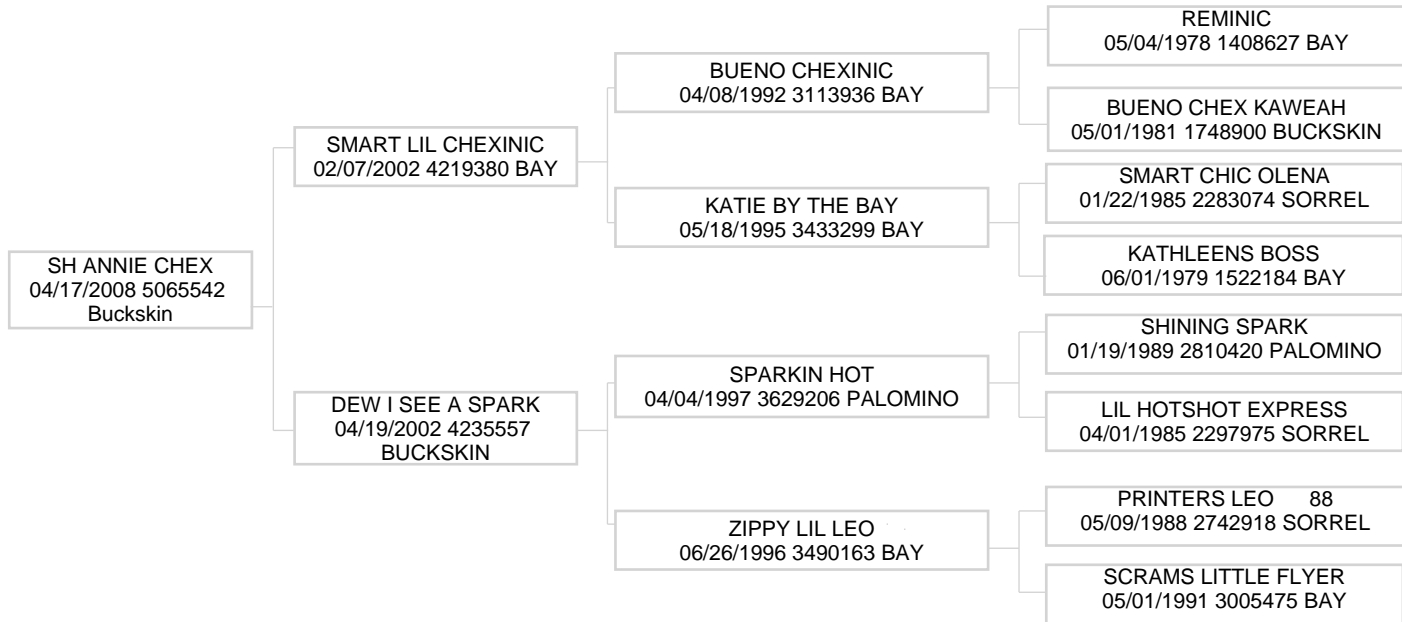 SH ANNIE CHEX
04/17/2008 5065542
Buckskin
SMART LIL CHEXINIC
02/07/2002 4219380 BAY
DEW I SEE A SPARK
04/19/2002 4235557
BUCKSKIN
BUENO CHEXINIC
04/08/1992 3113936 BAY
KATIE BY THE BAY
05/18/1995 3433299 BAY
SPARKIN HOT
04/04/1997 3629206 PALOMINO
ZIPPY LIL LEO
06/26/1996 3490163 BAY
REMINIC
05/04/1978 1408627 BAY
BUENO CHEX KAWEAH
05/01/1981 1748900 BUCKSKIN
SMART CHIC OLENA
01/22/1985 2283074 SORREL
KATHLEENS BOSS
06/01/1979 1522184 BAY
SHINING SPARK
01/19/1989 2810420 PALOMINO
LIL HOTSHOT EXPRESS
04/01/1985 2297975 SORREL
PRINTERS LEO 88
05/09/1988 2742918 SORREL
SCRAMS LITTLE FLYER
05/01/1991 3005475 BAY